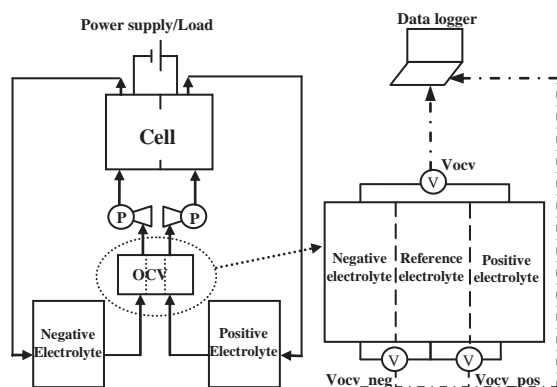 Power supply/Load
Data logger
Cell
Vocv
V
P
P
OCV
Negative
electrolyte
Reference
electrolyte
Positive
electrolyte
Negative
Electrolyte
Positive
Electrolyte
V
V
Vocv_neg
Vocv_pos